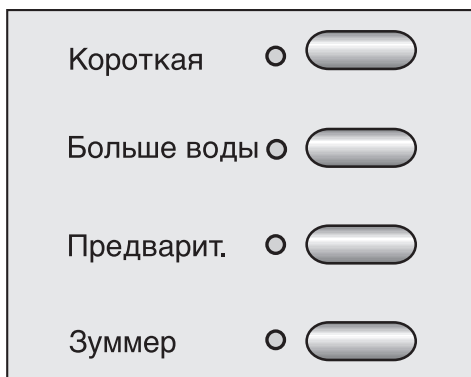 Короткая
Больше воды
Предварит.
Зуммер